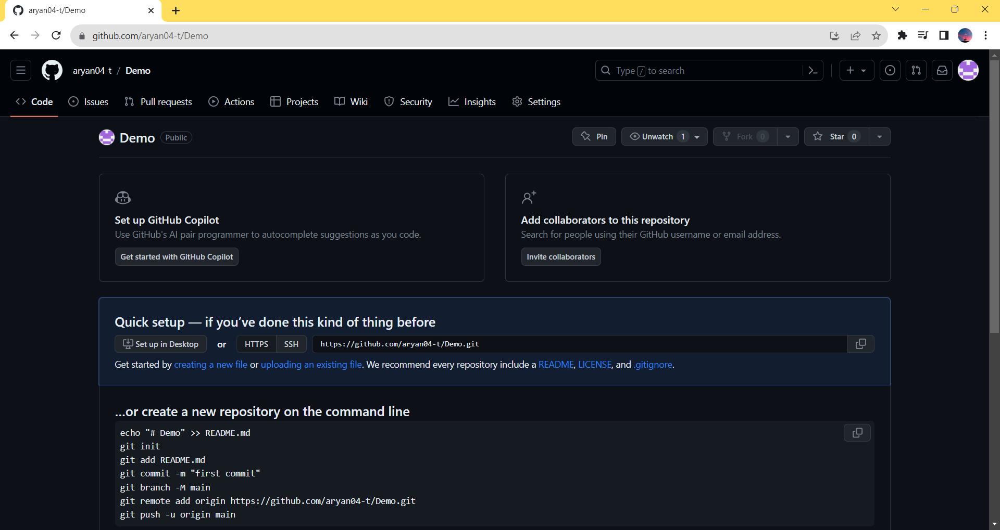 aryan04-t/Demo
github.com/aryan04-t/Demo
aryan04-t / Demo
Type / to search
Code Issues Pull requests Actions Projects Wiki Security Insights Settings
Demo Public
Pin Unwatch 1 Fork 0 Star 0
Set up GitHub Copilot
Use GitHub's AI pair programmer to autocomplete suggestions as you code.
Get started with GitHub Copilot
Add collaborators to this repository
Search for people using their GitHub username or email address.
Invite collaborators
Quick setup — if you’ve done this kind of thing before
Set up in Desktop or HTTPS SSH https://github.com/aryan04-t/Demo.git
Get started by creating a new file or uploading an existing file. We recommend every repository include a README, LICENSE, and .gitignore.
…or create a new repository on the command line
echo "# Demo" >> README.md
git init
git add README.md
git commit -m "first commit"
git branch -M main
git remote add origin https://github.com/aryan04-t/Demo.git
git push -u origin main